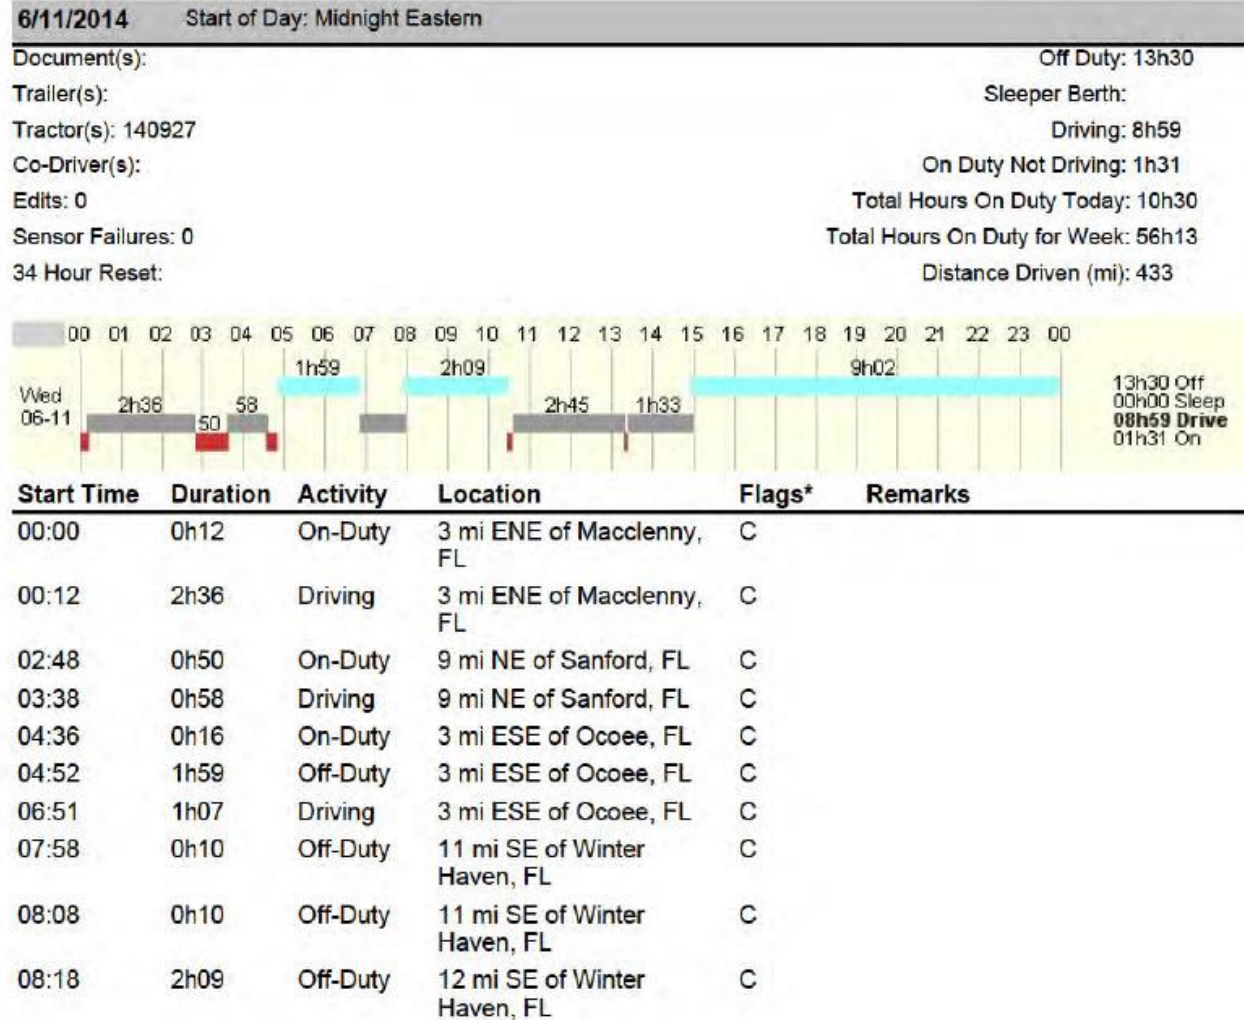 6/11/2014 Start of Day: Midnight Eastern
Document(s): Off Duty: 13h30
Trailer(s): Sleeper Berth:
Tractor(s): 140927 Driving: 8h59
Co-Driver(s): On Duty Not Driving: 1h31
Edits: 0 Total Hours On Duty Today: 10h30
Sensor Failures: 0 Total Hours On Duty for Week: 56h13
34 Hour Reset: Distance Driven (mi): 433
00 01 02 03 04 05 06 07 08 09 10 11 12 13 14 15 16 17 18 19 20 21 22 23 00
1h59 2h09 9h02
Wed
06-11
2h36 50 58 2h45 1h33
13h30 Off
00h00 Sleep
08h59 Drive
01h31 On
Start Time Duration Activity Location Flags* Remarks
00:00 0h12 On-Duty 3 mi ENE of Macclenny, C
FL
00:12 2h36 Driving 3 mi ENE of Macclenny, C
FL
02:48 0h50 On-Duty 9 mi NE of Sanford, FL C
03:38 0h58 Driving 9 mi NE of Sanford, FL C
04:36 0h16 On-Duty 3 mi ESE of Ocoee, FL C
04:52 1h59 Off-Duty 3 mi ESE of Ocoee, FL C
06:51 1h07 Driving 3 mi ESE of Ocoee, FL C
07:58 0h10 Off-Duty 11 mi SE of Winter C
Haven, FL
08:08 0h10 Off-Duty 11 mi SE of Winter C
Haven, FL
08:18 2h09 Off-Duty 12 mi SE of Winter C
Haven, FL